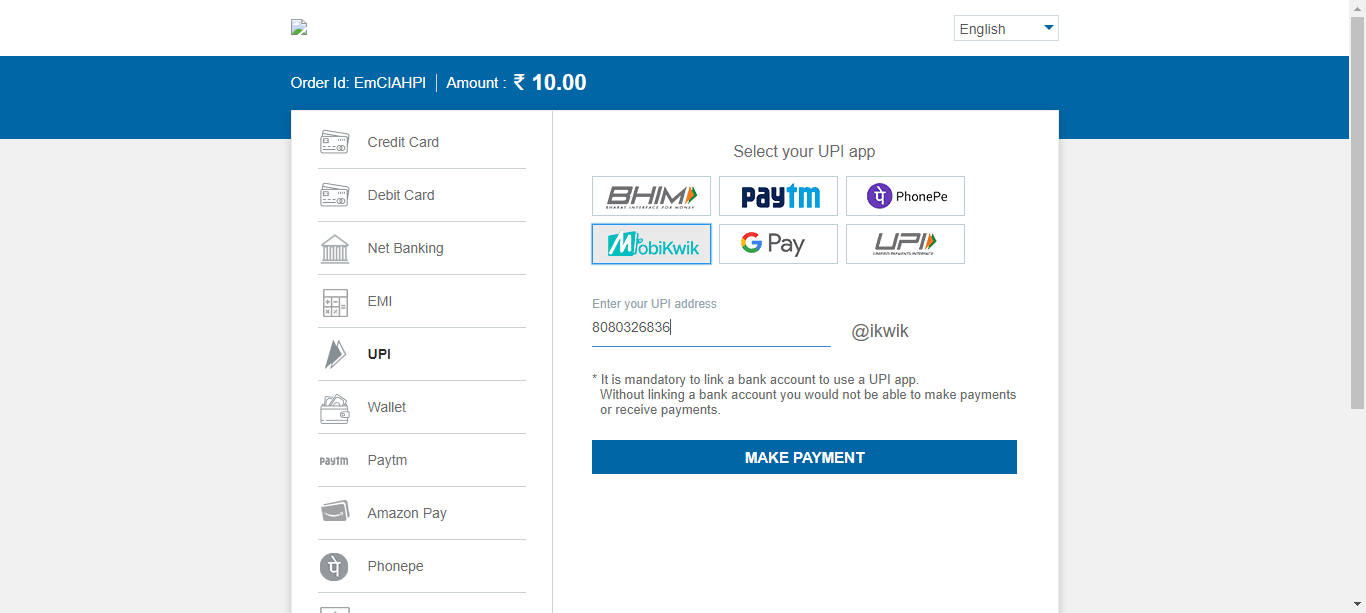 English
Order Id: EmCIAHPI | Amount : ₹ 10.00
Credit Card
Debit Card
Net Banking
EMI
UPI
Wallet
paytm Paytm
Amazon Pay
पे Phonepe
Select your UPI app
BHIM paytm पे PhonePe
BHARAT INTERFACE FOR MONEY
MobiKwik G Pay UPI
UNIFIED PAYMENTS INTERFACE
Enter your UPI address
8080326836 @ikwik
* It is mandatory to link a bank account to use a UPI app.
Without linking a bank account you would not be able to make payments
or receive payments.
MAKE PAYMENT